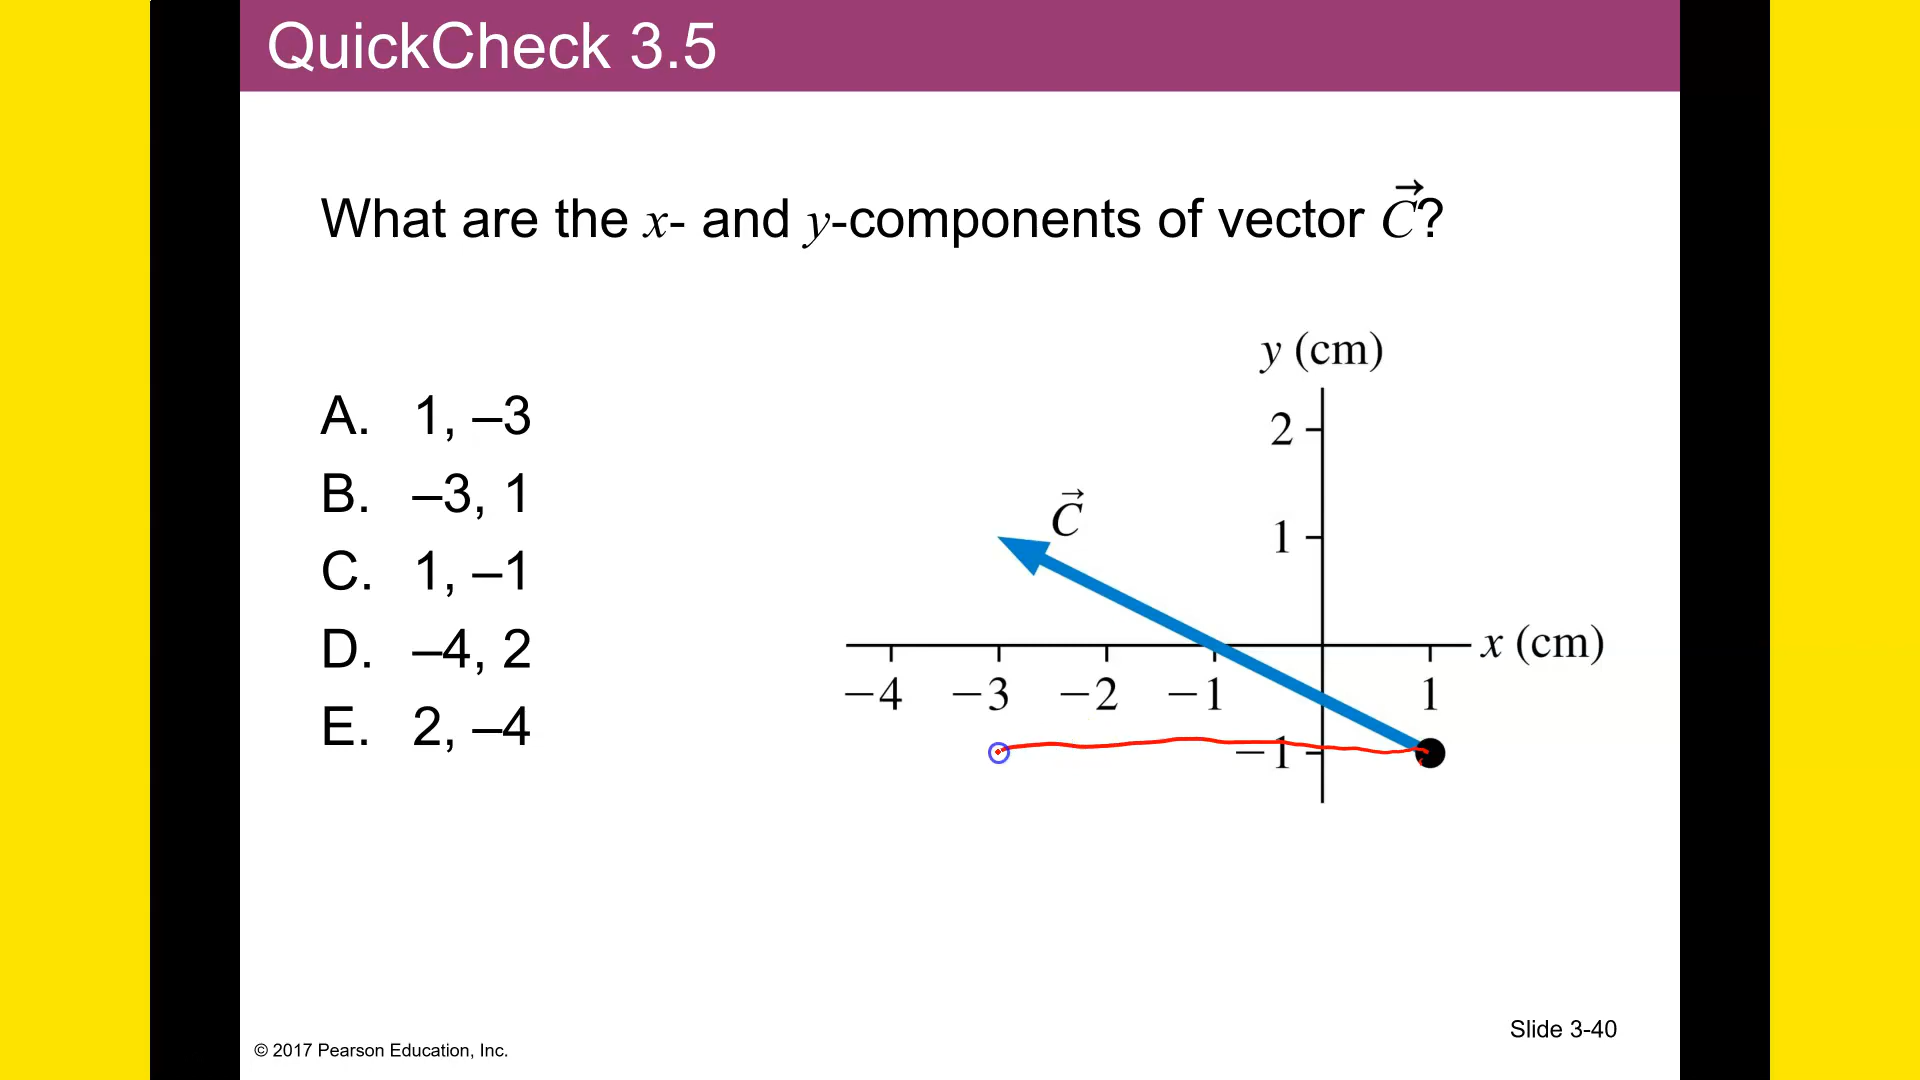 QuickCheck 3.5
What are the x- and y-components of vector C⃗?
A. 1, –3
B. –3, 1
C. 1, –1
D. –4, 2
E. 2, –4
y (cm)
2
C⃗
1
x (cm)
−4 −3 −2 −1 1
−1
Slide 3-40
© 2017 Pearson Education, Inc.